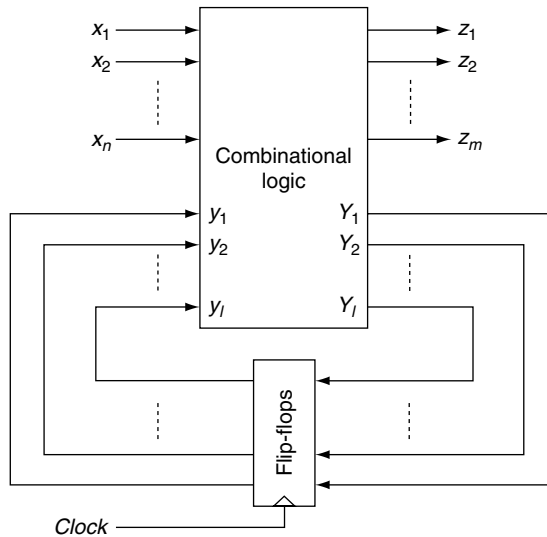 x₁ z₁
x₂ z₂
xₙ zₘ
Combinational
logic
y₁ Y₁
y₂ Y₂
yₗ Yₗ
Flip-flops
Clock